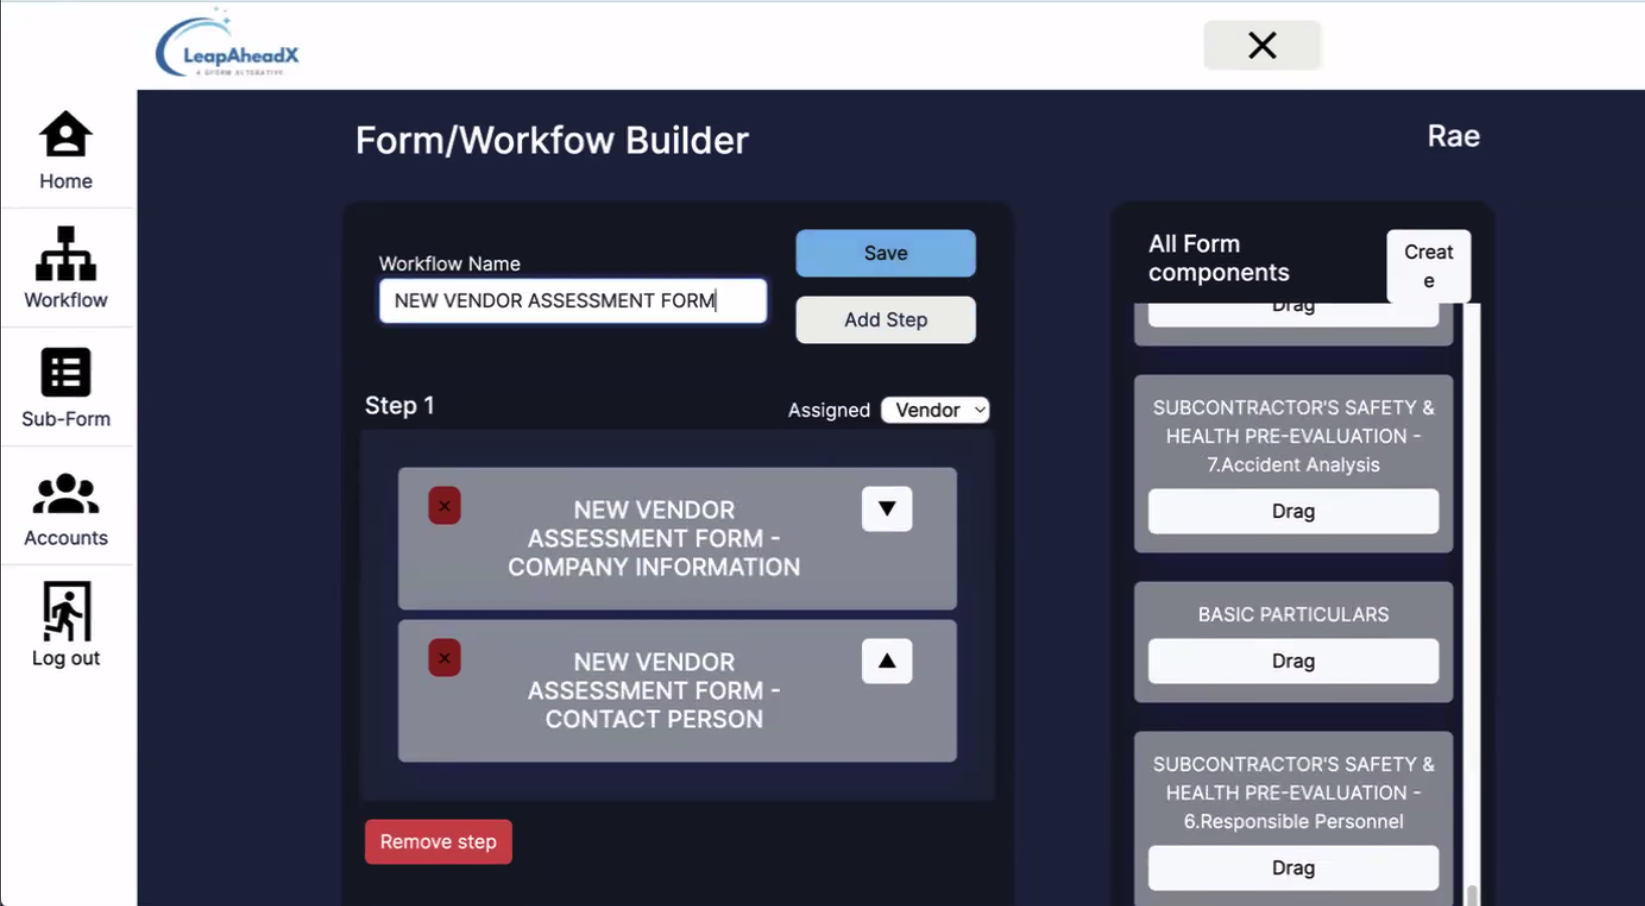 LeapAheadX
Home
Workflow
Sub-Form
Accounts
Log out
Form/Workfow Builder
Rae
Workflow Name
NEW VENDOR ASSESSMENT FORM
Save
Add Step
Step 1
Assigned
Vendor
NEW VENDOR
ASSESSMENT FORM -
COMPANY INFORMATION
NEW VENDOR
ASSESSMENT FORM -
CONTACT PERSON
Remove step
All Form
components
Creat
e
Drag
SUBCONTRACTOR'S SAFETY &
HEALTH PRE-EVALUATION -
7.Accident Analysis
Drag
BASIC PARTICULARS
Drag
SUBCONTRACTOR'S SAFETY &
HEALTH PRE-EVALUATION -
6.Responsible Personnel
Drag